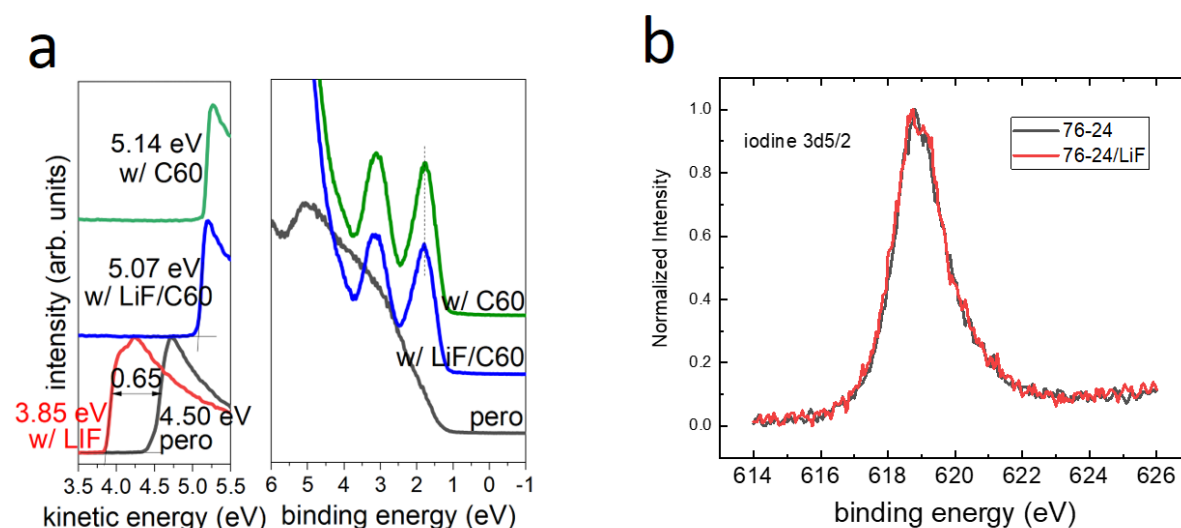 a
intensity (arb. units)
5.14 eV
w/ C60
5.07 eV
w/ LiF/C60
0.65
3.85 eV
w/ LIF
4.50 eV
pero
3.5 4.0 4.5 5.0 5.5
kinetic energy (eV)
w/ C60
w/ LiF/C60
pero
6 5 4 3 2 1 0 -1
binding energy (eV)
b
Normalized Intensity
1.0
0.8
0.6
0.4
0.2
0.0
iodine 3d5/2
76-24
76-24/LiF
614 616 618 620 622 624 626
binding energy (eV)